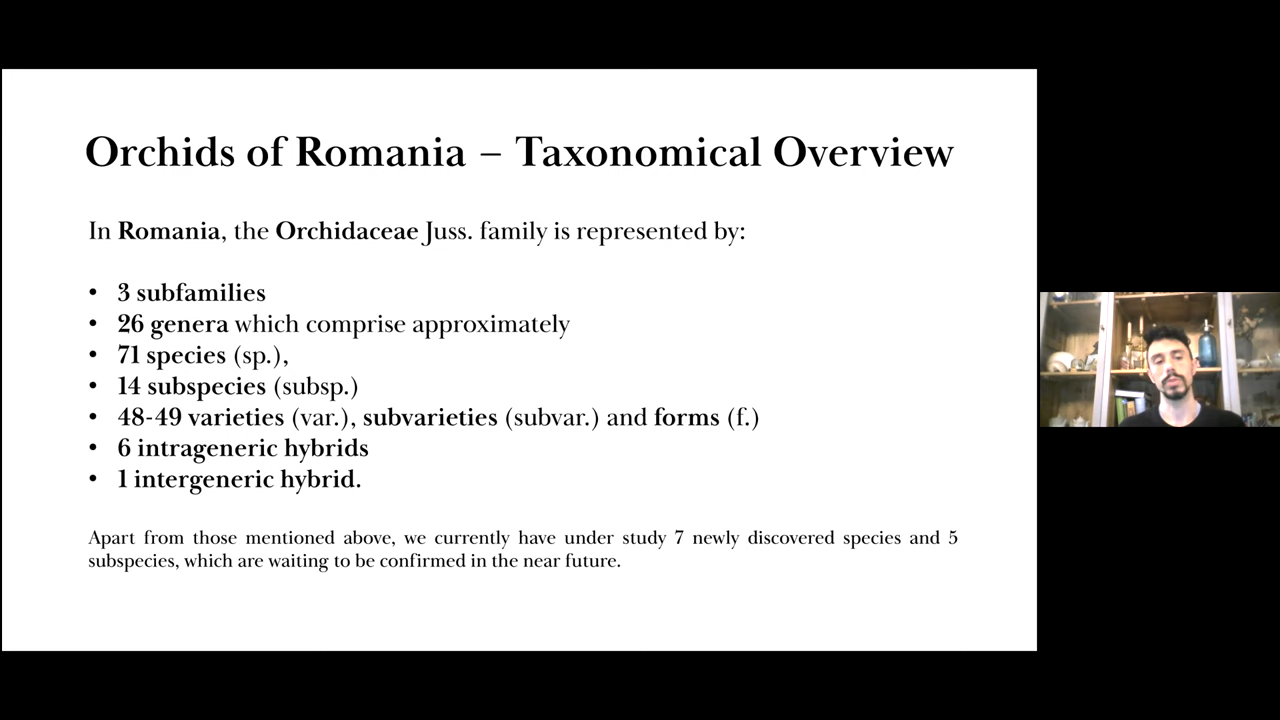 Orchids of Romania – Taxonomical Overview
In Romania, the Orchidaceae Juss. family is represented by:
• 3 subfamilies
• 26 genera which comprise approximately
• 71 species (sp.),
• 14 subspecies (subsp.)
• 48-49 varieties (var.), subvarieties (subvar.) and forms (f.)
• 6 intrageneric hybrids
• 1 intergeneric hybrid.
Apart from those mentioned above, we currently have under study 7 newly discovered species and 5
subspecies, which are waiting to be confirmed in the near future.